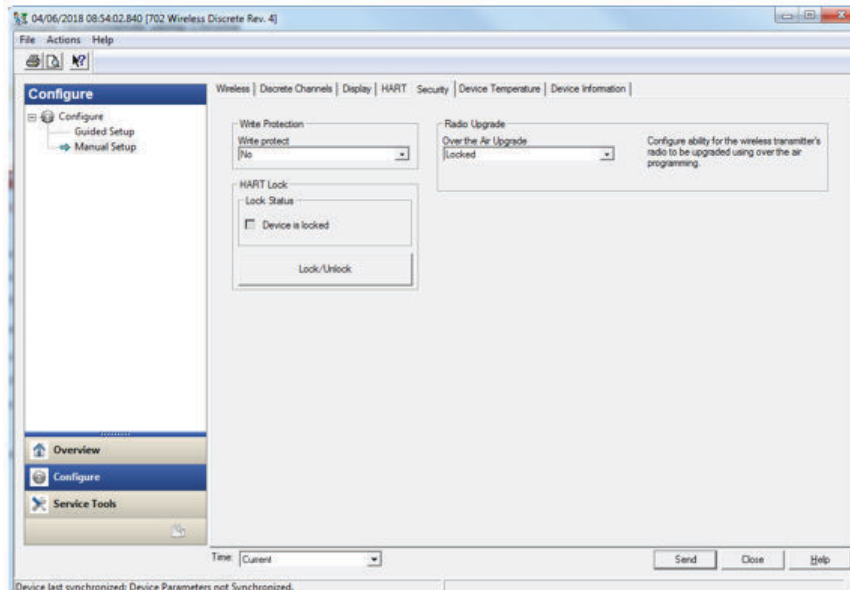 04/06/2018 08:54:02.840 [702 Wireless Discrete Rev. 4]
File Actions Help
Configure
Configure
Guided Setup
Manual Setup
Overview
Configure
Service Tools
Wireless Discrete Channels Display HART Security Device Temperature Device Information
Write Protection
Write protect
No
HART Lock
Lock Status
Device is locked
Lock/Unlock
Radio Upgrade
Over the Air Upgrade
Locked
Configure ability for the wireless transmitter's
radio to be upgraded using over the air
programming.
Time: Current
Send Close Help
Device last synchronized: Device Parameters not Synchronized.